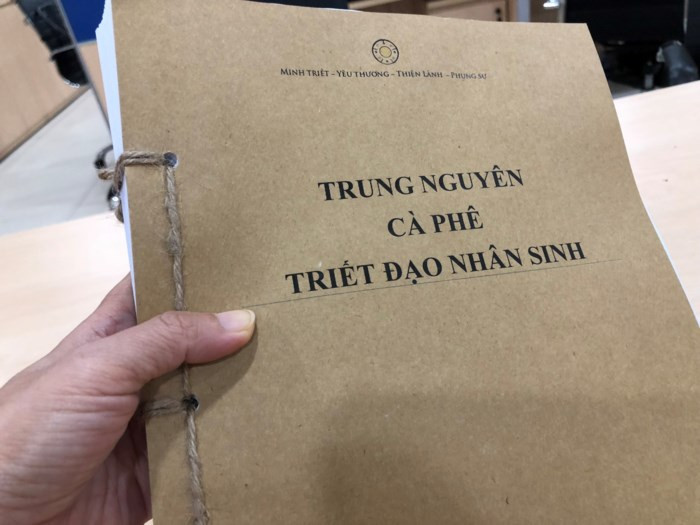 MINH TRIẾT – YÊU THƯƠNG – THIỆN LÀNH – PHỤNG SỰ
TRUNG NGUYÊN
CÀ PHÊ
TRIẾT ĐẠO NHÂN SINH